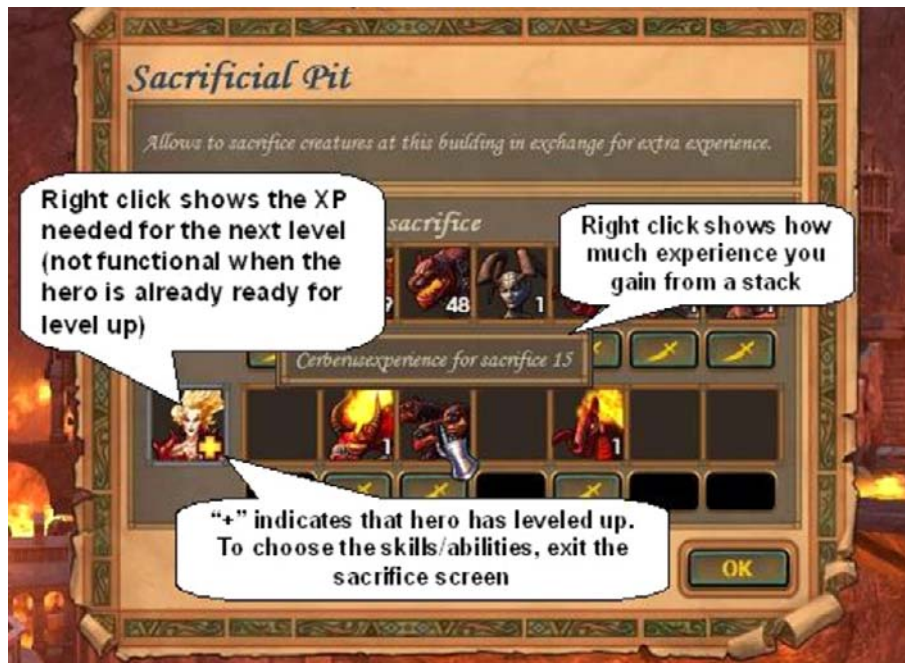 Sacrificial Pit
Allows to sacrifice creatures at this building in exchange for extra experience.
Right click shows the XP
needed for the next level
(not functional when the
hero is already ready for
level up)
sacrifice
Right click shows how
much experience you
gain from a stack
9
48
1
Cerberusexperience for sacrifice 15
1
1
"+" indicates that hero has leveled up.
To choose the skills/abilities, exit the
sacrifice screen
OK